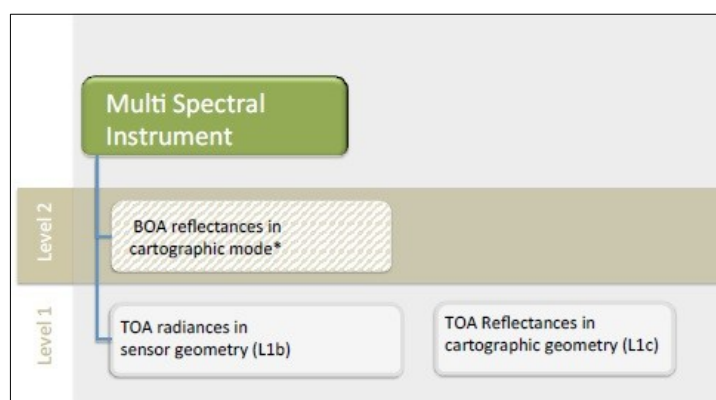 Multi Spectral
Instrument
Level 2
BOA reflectances in
cartographic mode*
Level 1
TOA radiances in
sensor geometry (L1b)
TOA Reflectances in
cartographic geometry (L1c)